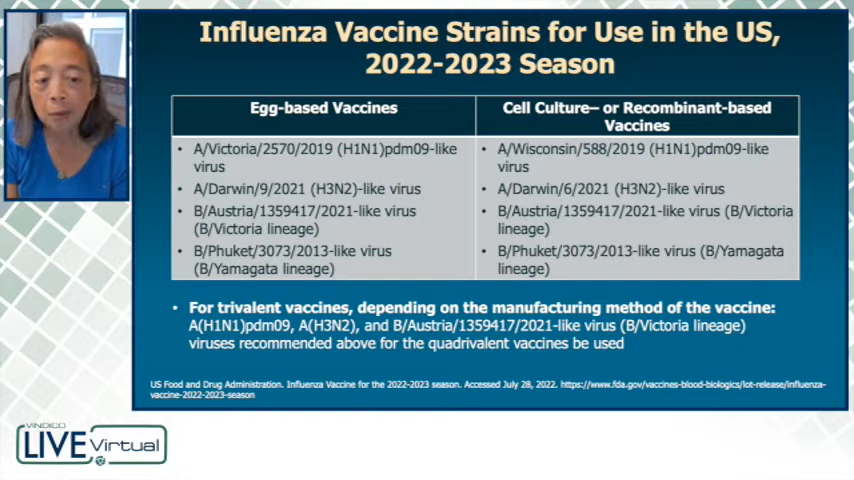 Influenza Vaccine Strains for Use in the US,
2022-2023 Season
Egg-based Vaccines
Cell Culture– or Recombinant-based
Vaccines
• A/Victoria/2570/2019 (H1N1)pdm09-like
virus
• A/Darwin/9/2021 (H3N2)-like virus
• B/Austria/1359417/2021-like virus
(B/Victoria lineage)
• B/Phuket/3073/2013-like virus
(B/Yamagata lineage)
• A/Wisconsin/588/2019 (H1N1)pdm09-like
virus
• A/Darwin/6/2021 (H3N2)-like virus
• B/Austria/1359417/2021-like virus (B/Victoria
lineage)
• B/Phuket/3073/2013-like virus (B/Yamagata
lineage)
• For trivalent vaccines, depending on the manufacturing method of the vaccine:
A(H1N1)pdm09, A(H3N2), and B/Austria/1359417/2021-like virus (B/Victoria lineage)
viruses recommended above for the quadrivalent vaccines be used
US Food and Drug Administration. Influenza Vaccine for the 2022-2023 season. Accessed July 28, 2022. https://www.fda.gov/vaccines-blood-biologics/lot-release/influenza-
vaccine-2022-2023-season
VINDICO
LIVE Virtual